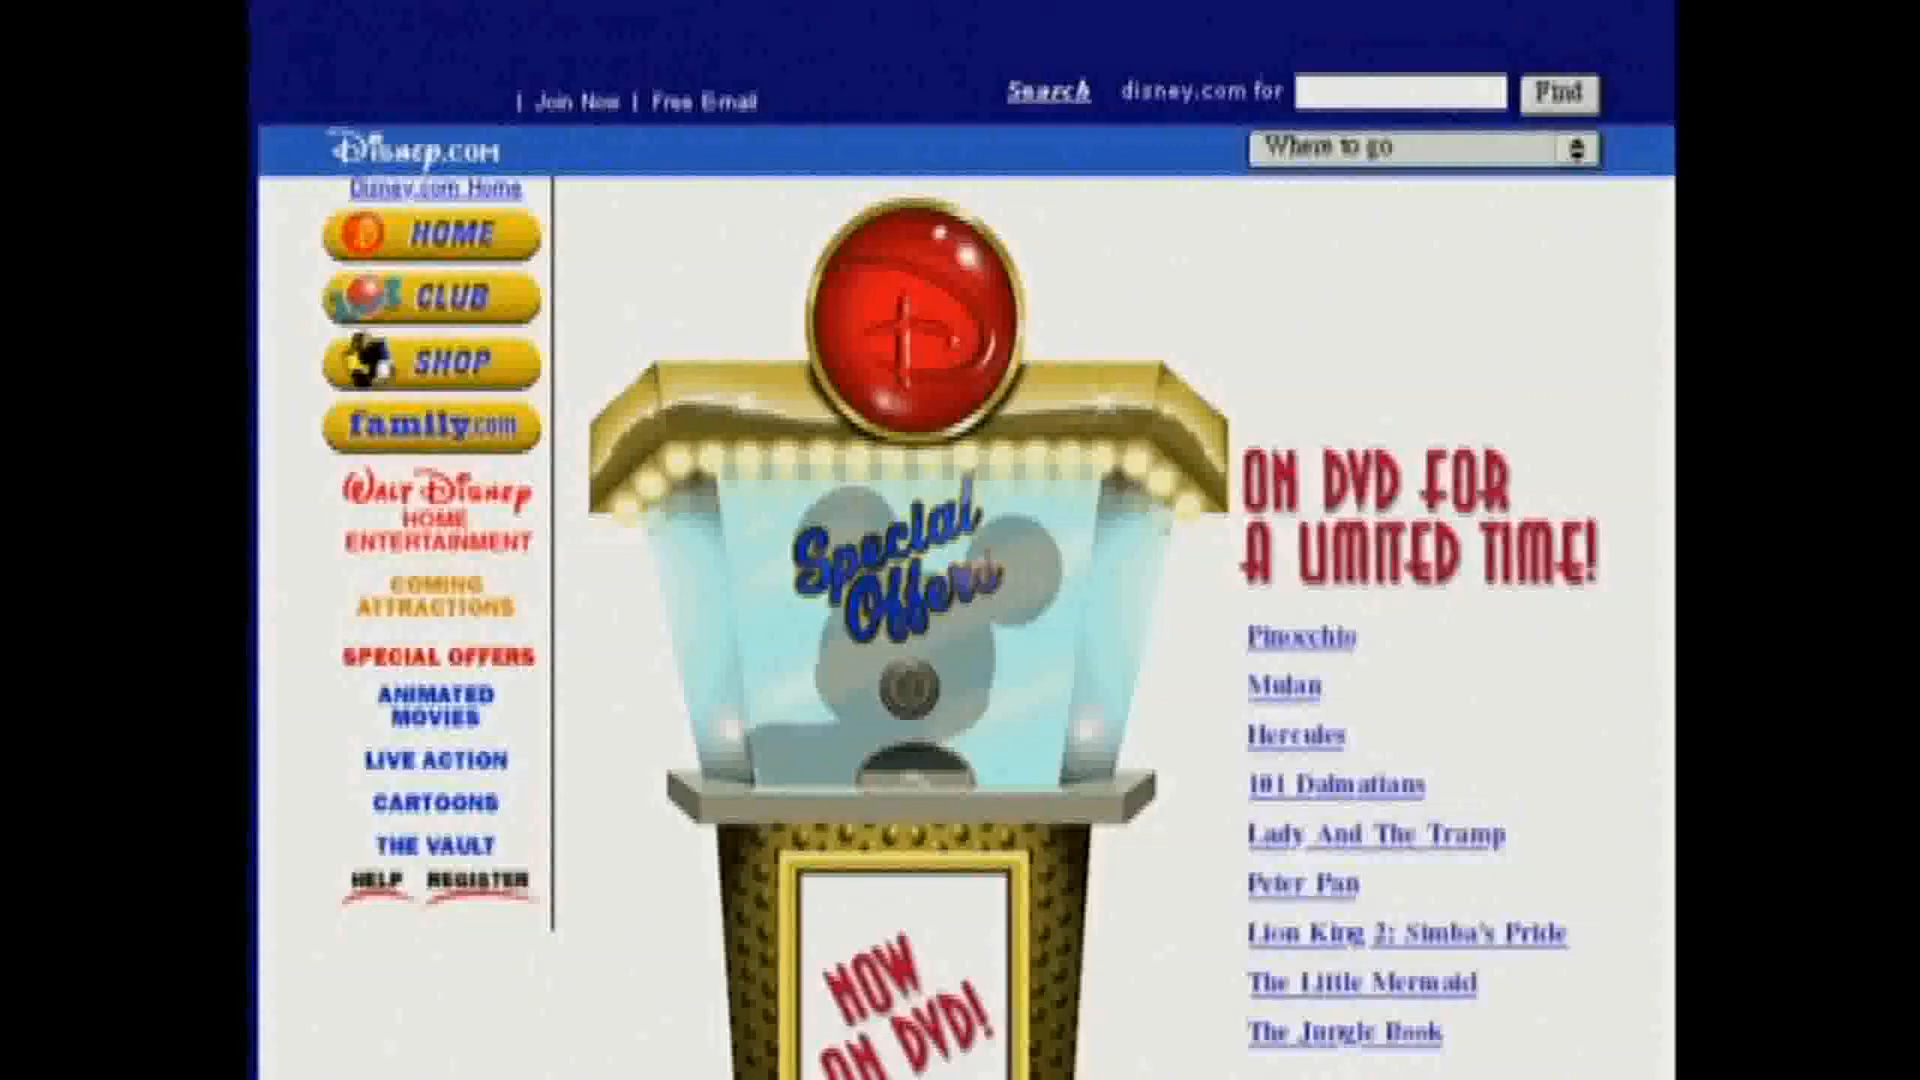 | Join Now | Free E-mail
Search disney.com for
Find
Disney.com
Where to go
Disney.com Home
HOME
CLUB
SHOP
family.com
Walt Disney
HOME
ENTERTAINMENT
COMING
ATTRACTIONS
SPECIAL OFFERS
ANIMATED
MOVIES
LIVE ACTION
CARTOONS
THE VAULT
HELP REGISTER
D
Special
Offers
NOW
ON DVD!
ON DVD FOR
A LIMITED TIME!
Pinocchio
Mulan
Hercules
101 Dalmatians
Lady And The Tramp
Peter Pan
Lion King 2: Simba's Pride
The Little Mermaid
The Jungle Book